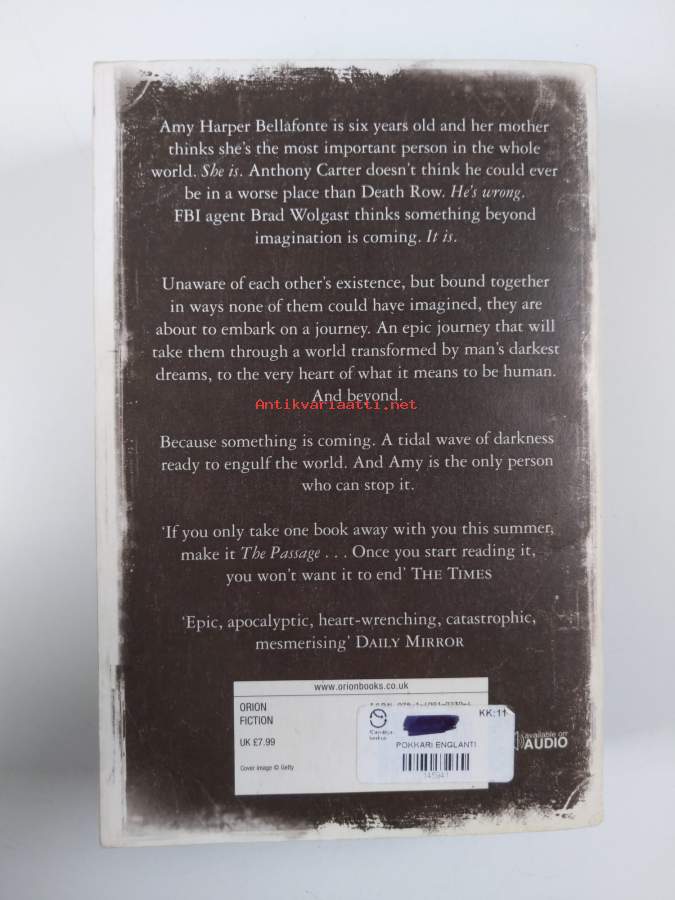 Amy Harper Bellafonte is six years old and her mother
thinks she's the most important person in the whole
world. She is. Anthony Carter doesn't think he could ever
be in a worse place than Death Row. He's wrong.
FBI agent Brad Wolgast thinks something beyond
imagination is coming. It is.
Unaware of each other's existence, but bound together
in ways none of them could have imagined, they are
about to embark on a journey. An epic journey that will
take them through a world transformed by man's darkest
dreams, to the very heart of what it means to be human.
And beyond.
Antikvariaatti.net
Because something is coming. A tidal wave of darkness
ready to engulf the world. And Amy is the only person
who can stop it.
'If you only take one book away with you this summer,
make it The Passage . . . Once you start reading it,
you won't want it to end' THE TIMES
'Epic, apocalyptic, heart-wrenching, catastrophic,
mesmerising' DAILY MIRROR
www.orionbooks.co.uk
ORION
FICTION
UK £7.99
Cover image © Getty
KK:11
POKKARI ENGLANTI
available on
AUDIO